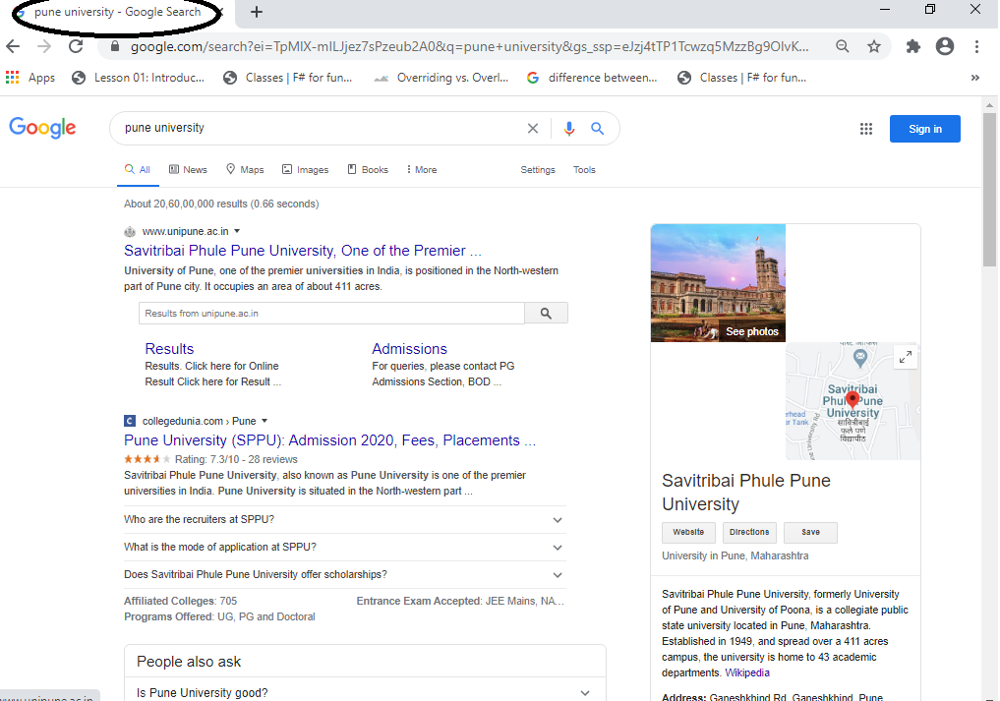 pune university - Google Search
google.com/search?ei=TpMIX-mILJjez7sPzeub2A0&q=pune+university&gs_ssp=eJzj4tTP1Tcwzq5MzzBg9OIvK...
Apps Lesson 01: Introduc... Classes | F# for fun... Overriding vs. Overl... difference between... Classes | F# for fun... »
Google
pune university
Sign in
All News Maps Images Books More Settings Tools
About 20,60,00,000 results (0.66 seconds)
www.unipune.ac.in
Savitribai Phule Pune University, One of the Premier ...
University of Pune, one of the premier universities in India, is positioned in the North-western
part of Pune city. It occupies an area of about 411 acres.
Results from unipune.ac.in
Results
Results. Click here for Online
Result Click here for Result ...
Admissions
For queries, please contact PG
Admissions Section, BOD ...
C collegedunia.com › Pune
Pune University (SPPU): Admission 2020, Fees, Placements ...
Rating: 7.3/10 - 28 reviews
Savitribai Phule Pune University, also known as Pune University is one of the premier
universities in India. Pune University is situated in the North-western part ...
Who are the recruiters at SPPU?
What is the mode of application at SPPU?
Does Savitribai Phule Pune University offer scholarships?
Affiliated Colleges: 705 Entrance Exam Accepted: JEE Mains, NA...
Programs Offered: UG, PG and Doctoral
People also ask
Is Pune University good?
www.unipune.ac.in
See photos
Savitribai
Phule Pune
University
सावित्रीबाई
फुले पुणे
विद्यापीठ
erhead
er Tank
University Rd
Savitribai Phule Pune
University
Website Directions Save
University in Pune, Maharashtra
Savitribai Phule Pune University, formerly University
of Pune and University of Poona, is a collegiate public
state university located in Pune, Maharashtra.
Established in 1949, and spread over a 411 acres
campus, the university is home to 43 academic
departments. Wikipedia
Address: Ganeshkhind Rd, Ganeshkhind, Pune,